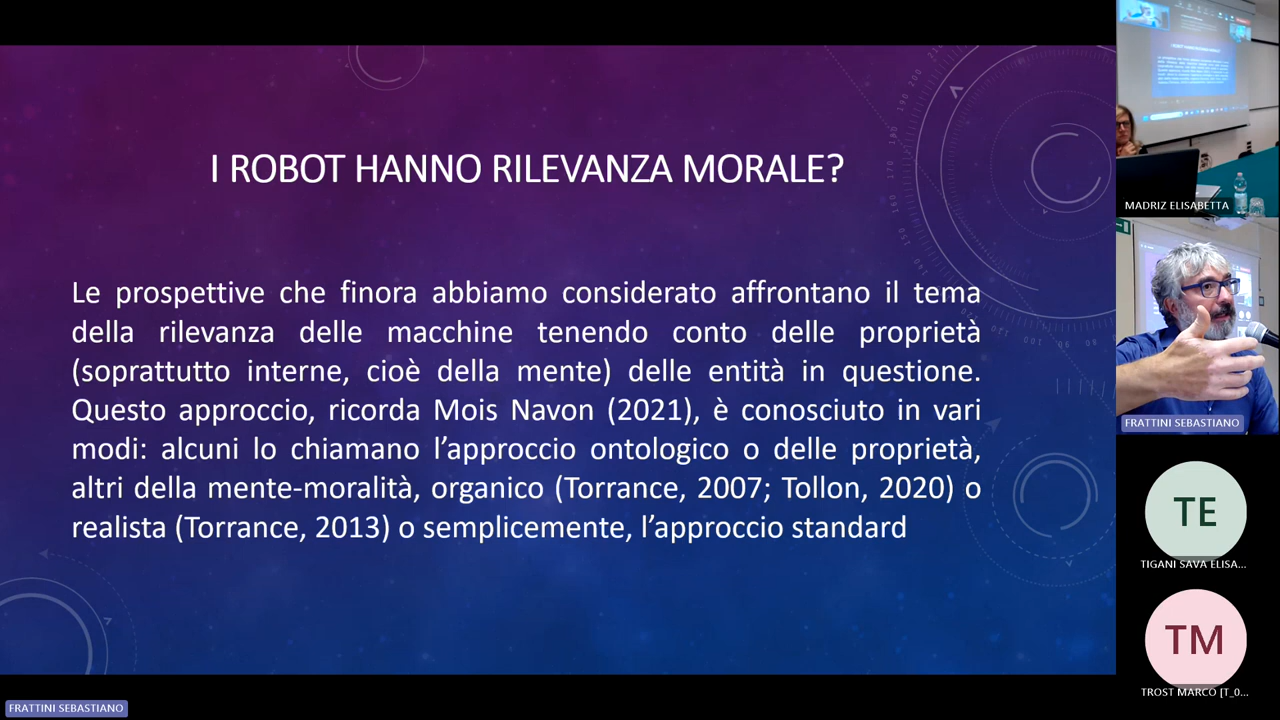 I ROBOT HANNO RILEVANZA MORALE?
Le prospettive che finora abbiamo considerato affrontano il tema
della rilevanza delle macchine tenendo conto delle proprietà
(soprattutto interne, cioè della mente) delle entità in questione.
Questo approccio, ricorda Mois Navon (2021), è conosciuto in vari
modi: alcuni lo chiamano l’approccio ontologico o delle proprietà,
altri della mente-moralità, organico (Torrance, 2007; Tollon, 2020) o
realista (Torrance, 2013) o semplicemente, l’approccio standard
FRATTINI SEBASTIANO
MADRIZ ELISABETTA
FRATTINI SEBASTIANO
TE
TIGANI SAVA ELISA...
TM
TROST MARCO [T_0...